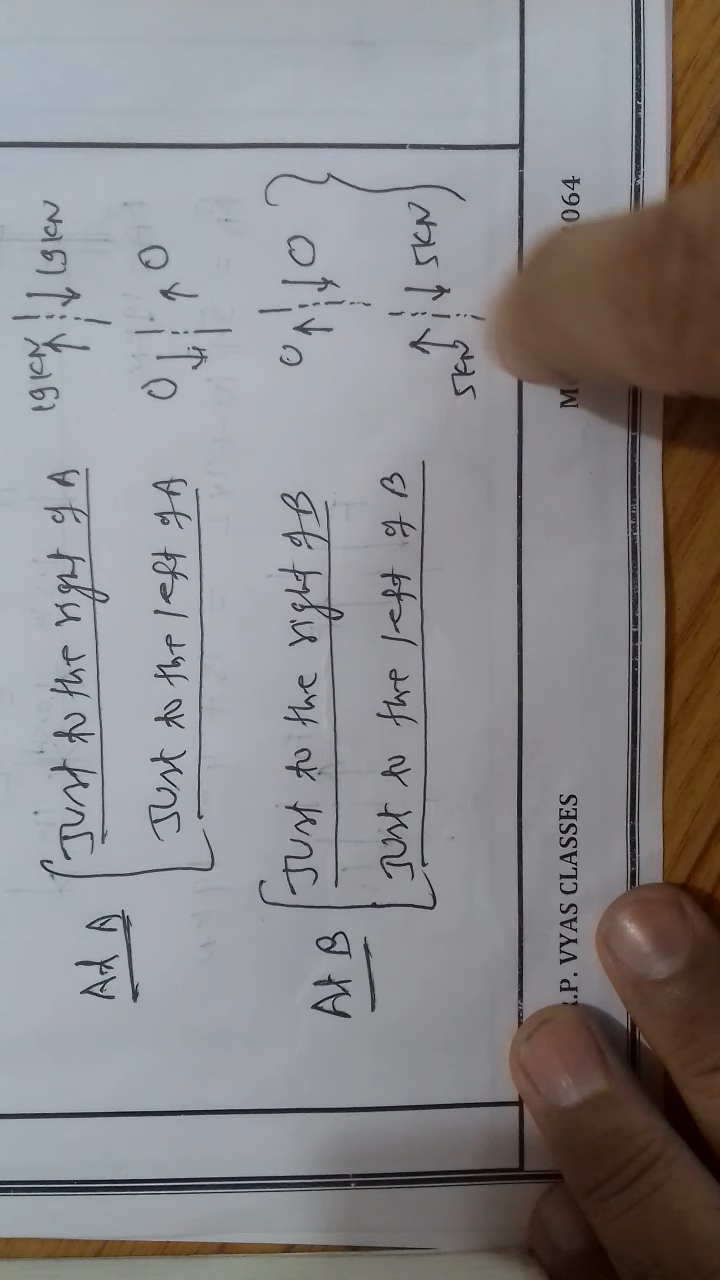 At A
Just to the right of A 19KN 19KN
Just to the left of A 0 0
At B
Just to the right of B 0 0
Just to the left of B 5KN 5KN
.P. VYAS CLASSES 064